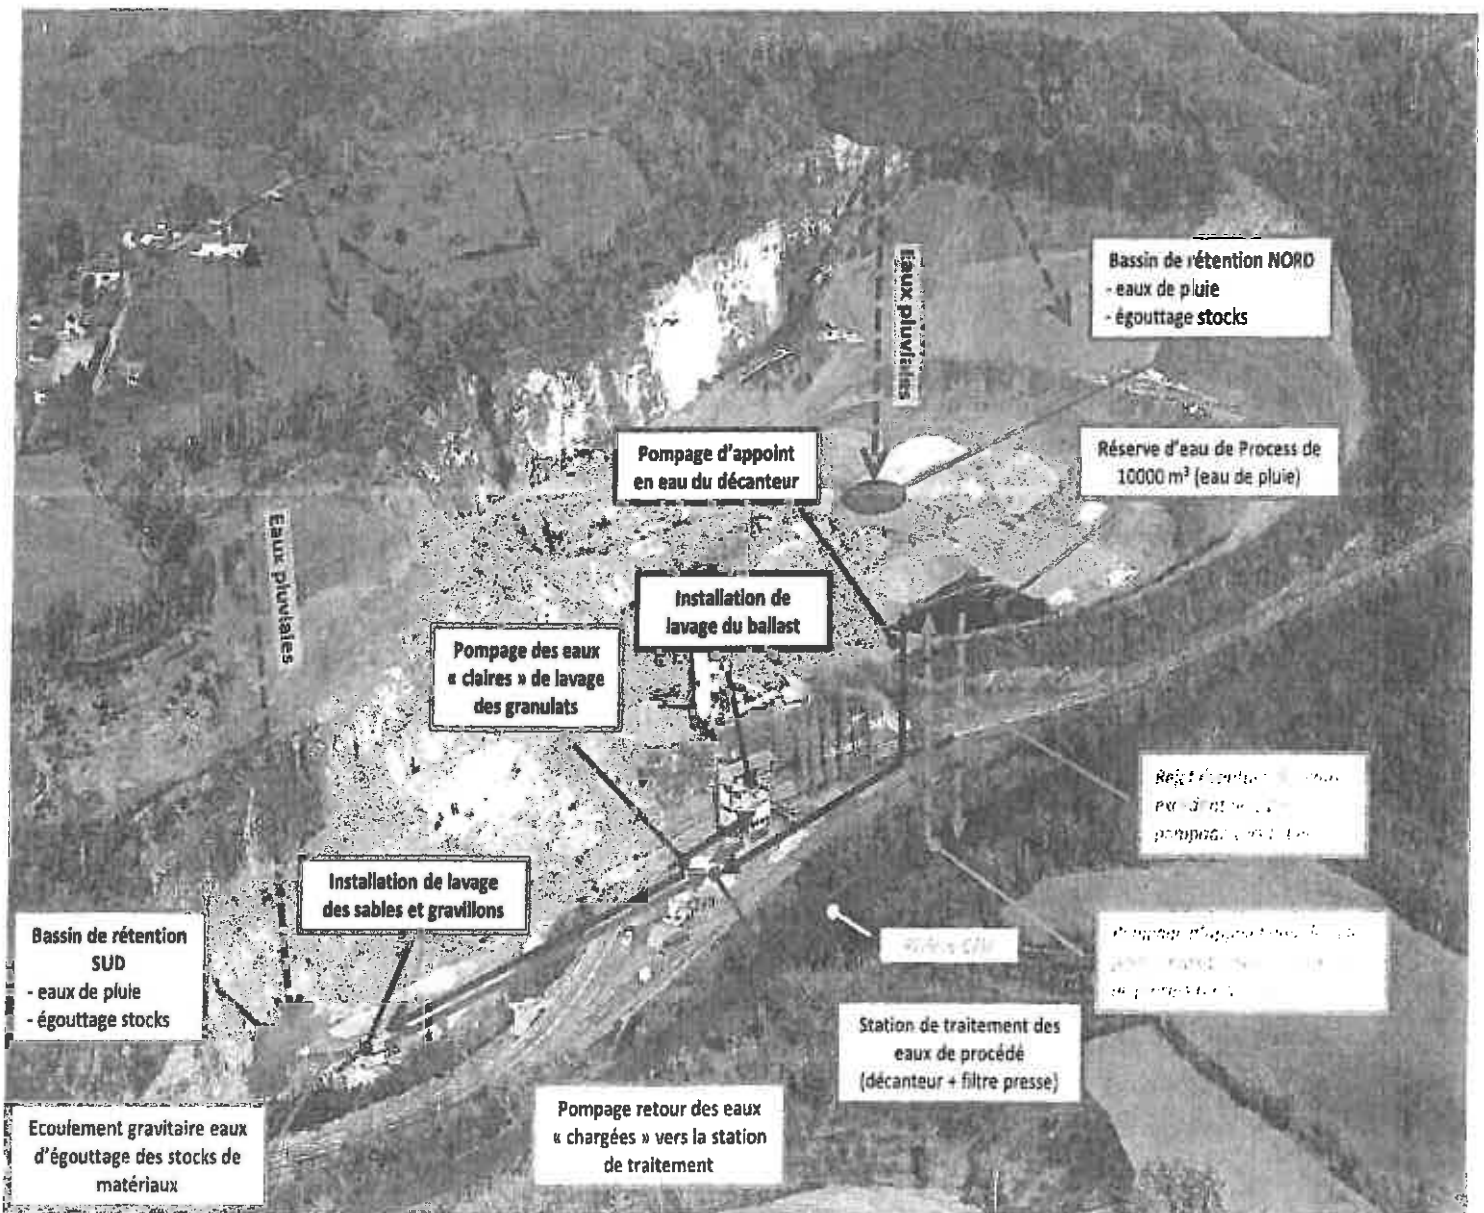 Bassin de rétention NORD
- eaux de pluie
- égouttage stocks
Eaux pluviales
Pompage d'appoint
en eau du décanteur
Réserve d'eau de Process de
10000 m³ (eau de pluie)
Eaux pluviales
Installation de
lavage du ballast
Pompage des eaux
« claires » de lavage
des granulats
Installation de lavage
des sables et gravillons
Bassin de rétention
SUD
- eaux de pluie
- égouttage stocks
Station de traitement des
eaux de procédé
(décanteur + filtre presse)
Pompage retour des eaux
« chargées » vers la station
de traitement
Ecoulement gravitaire eaux
d'égouttage des stocks de
matériaux